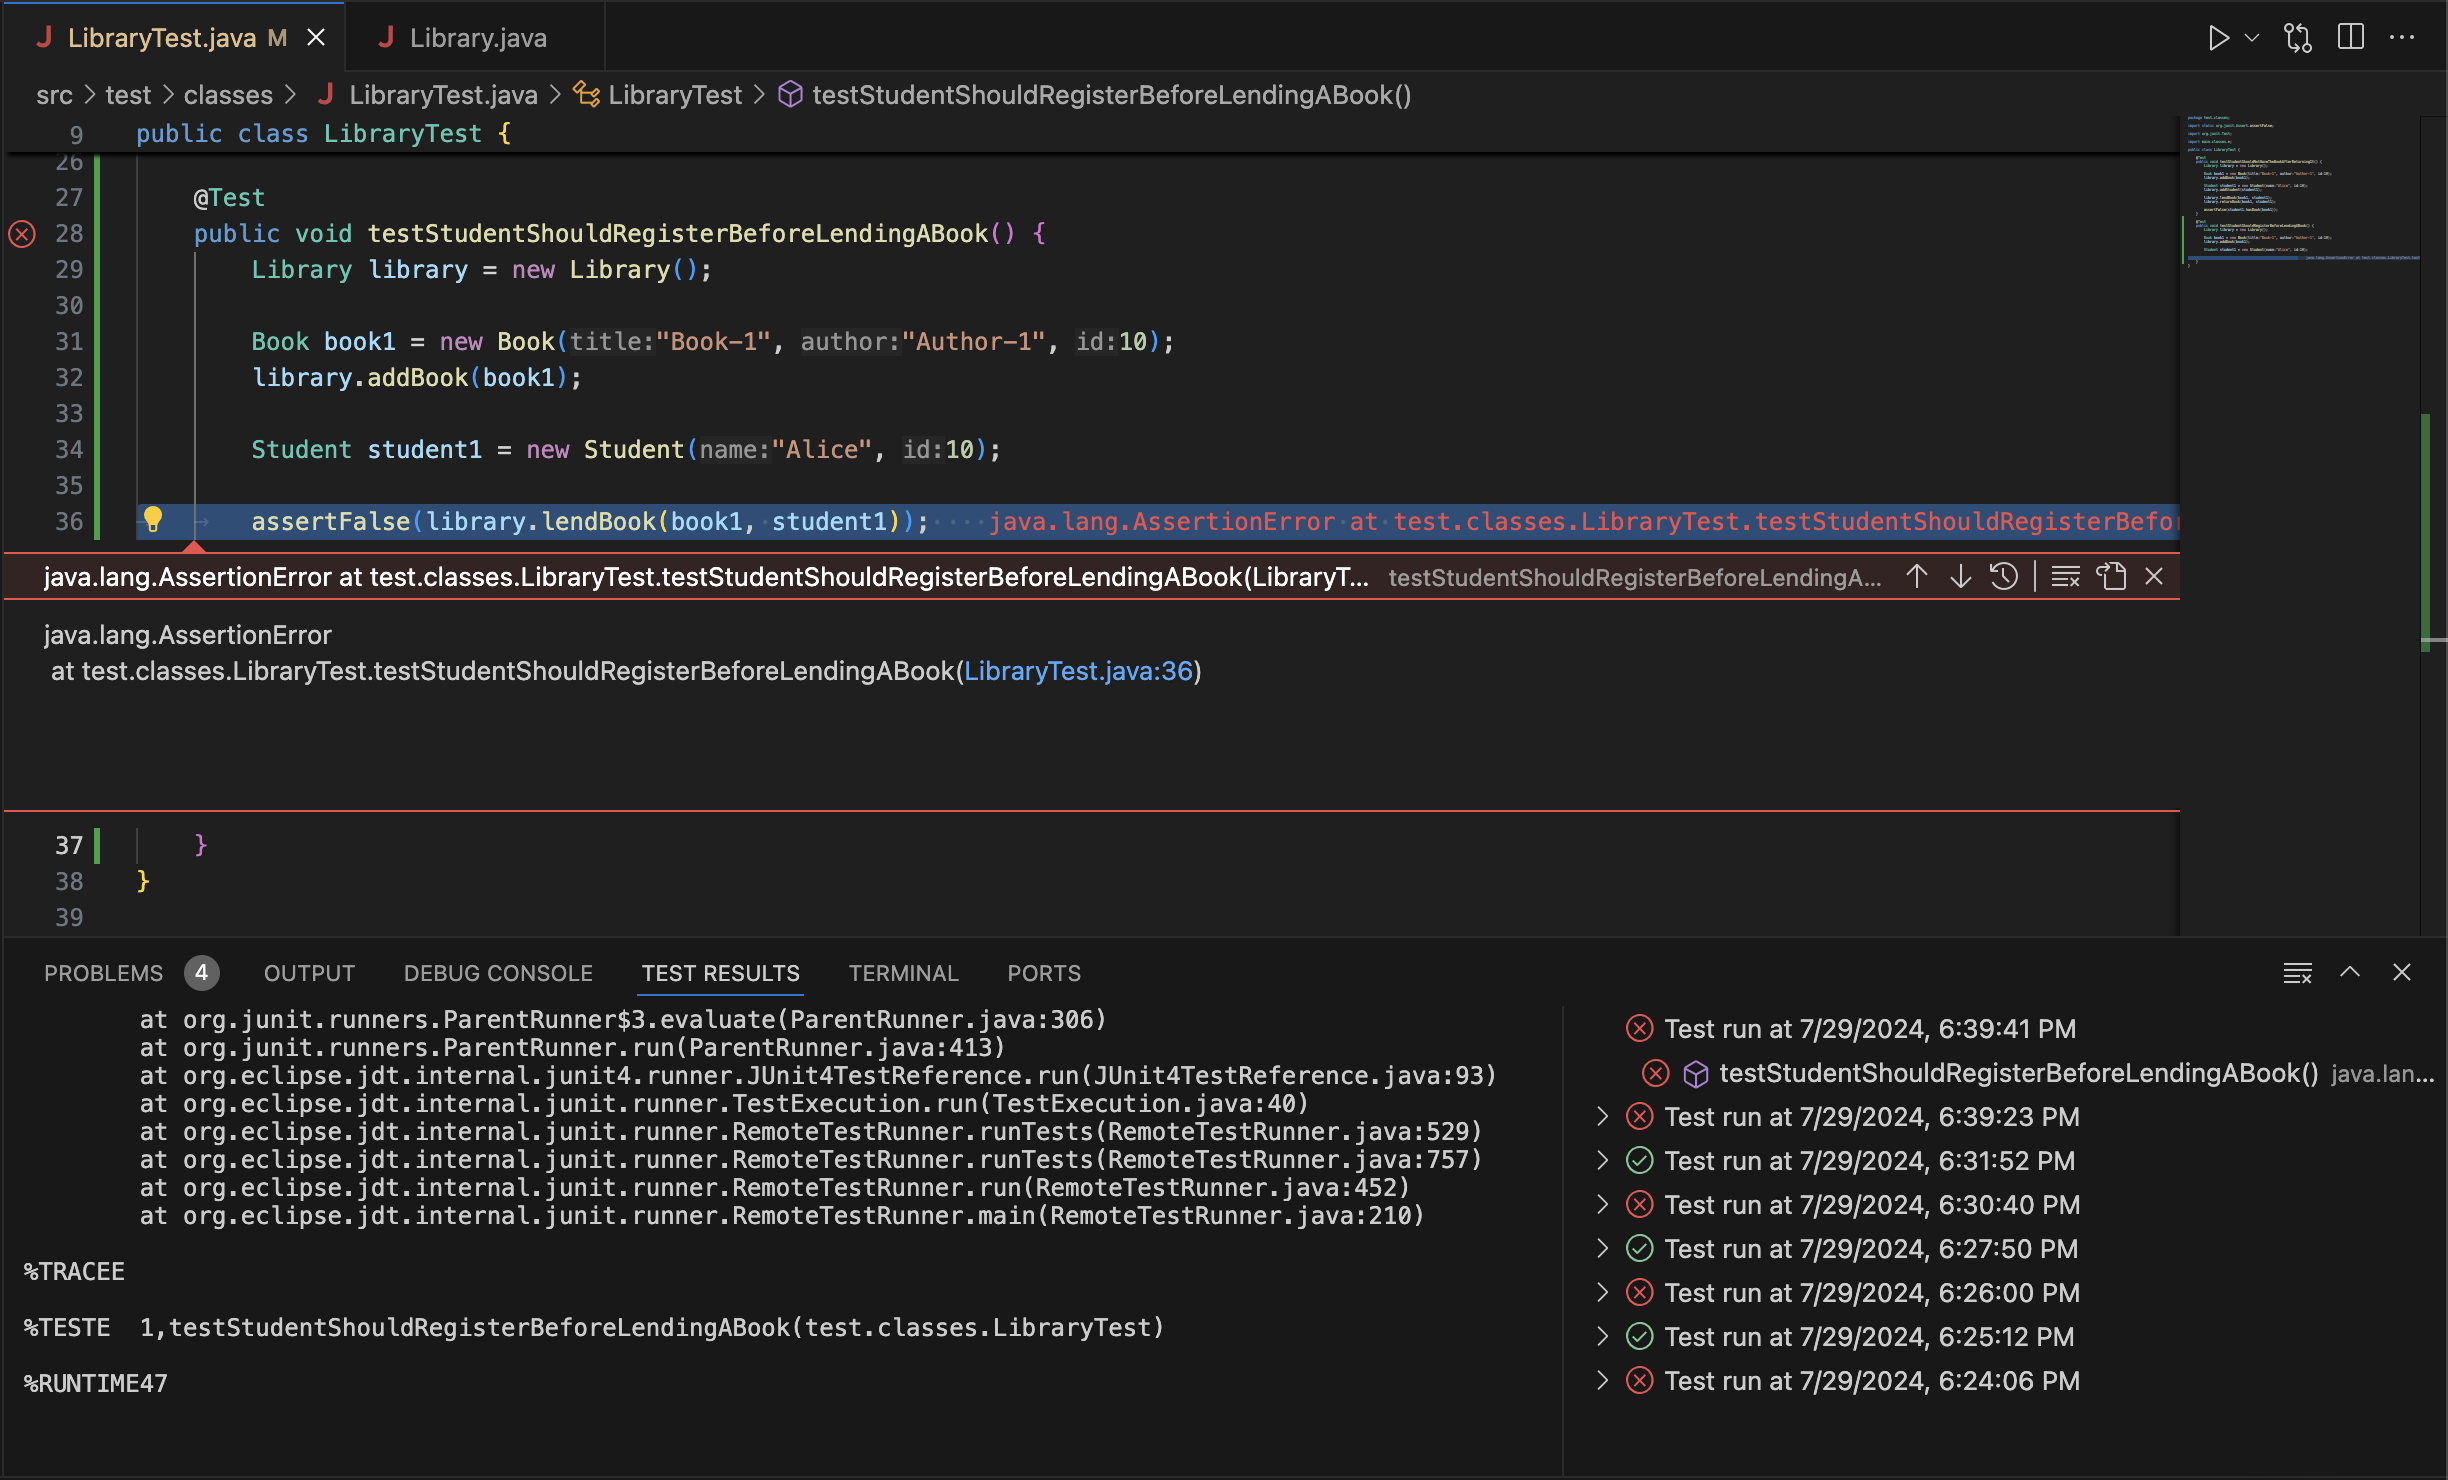 LibraryTest.java M
Library.java
src > test > classes > LibraryTest.java > LibraryTest > testStudentShouldRegisterBeforeLendingABook()
9 public class LibraryTest {
26
27 @Test
28 public void testStudentShouldRegisterBeforeLendingABook() {
29 Library library = new Library();
30
31 Book book1 = new Book(title:"Book-1", author:"Author-1", id:10);
32 library.addBook(book1);
33
34 Student student1 = new Student(name:"Alice", id:10);
35
36 assertFalse(library.lendBook(book1, student1)); java.lang.AssertionError at test.classes.LibraryTest.testStudentShouldRegisterBefor
java.lang.AssertionError at test.classes.LibraryTest.testStudentShouldRegisterBeforeLendingABook(LibraryT... testStudentShouldRegisterBeforeLendingA...
java.lang.AssertionError
at test.classes.LibraryTest.testStudentShouldRegisterBeforeLendingABook(LibraryTest.java:36)
37 }
38 }
39
PROBLEMS 4 OUTPUT DEBUG CONSOLE TEST RESULTS TERMINAL PORTS
at org.junit.runners.ParentRunner$3.evaluate(ParentRunner.java:306)
at org.junit.runners.ParentRunner.run(ParentRunner.java:413)
at org.eclipse.jdt.internal.junit4.runner.JUnit4TestReference.run(JUnit4TestReference.java:93)
at org.eclipse.jdt.internal.junit.runner.TestExecution.run(TestExecution.java:40)
at org.eclipse.jdt.internal.junit.runner.RemoteTestRunner.runTests(RemoteTestRunner.java:529)
at org.eclipse.jdt.internal.junit.runner.RemoteTestRunner.runTests(RemoteTestRunner.java:757)
at org.eclipse.jdt.internal.junit.runner.RemoteTestRunner.run(RemoteTestRunner.java:452)
at org.eclipse.jdt.internal.junit.runner.RemoteTestRunner.main(RemoteTestRunner.java:210)
%TRACEE
%TESTE 1,testStudentShouldRegisterBeforeLendingABook(test.classes.LibraryTest)
%RUNTIME47
Test run at 7/29/2024, 6:39:41 PM
testStudentShouldRegisterBeforeLendingABook() java.lan...
Test run at 7/29/2024, 6:39:23 PM
Test run at 7/29/2024, 6:31:52 PM
Test run at 7/29/2024, 6:30:40 PM
Test run at 7/29/2024, 6:27:50 PM
Test run at 7/29/2024, 6:26:00 PM
Test run at 7/29/2024, 6:25:12 PM
Test run at 7/29/2024, 6:24:06 PM